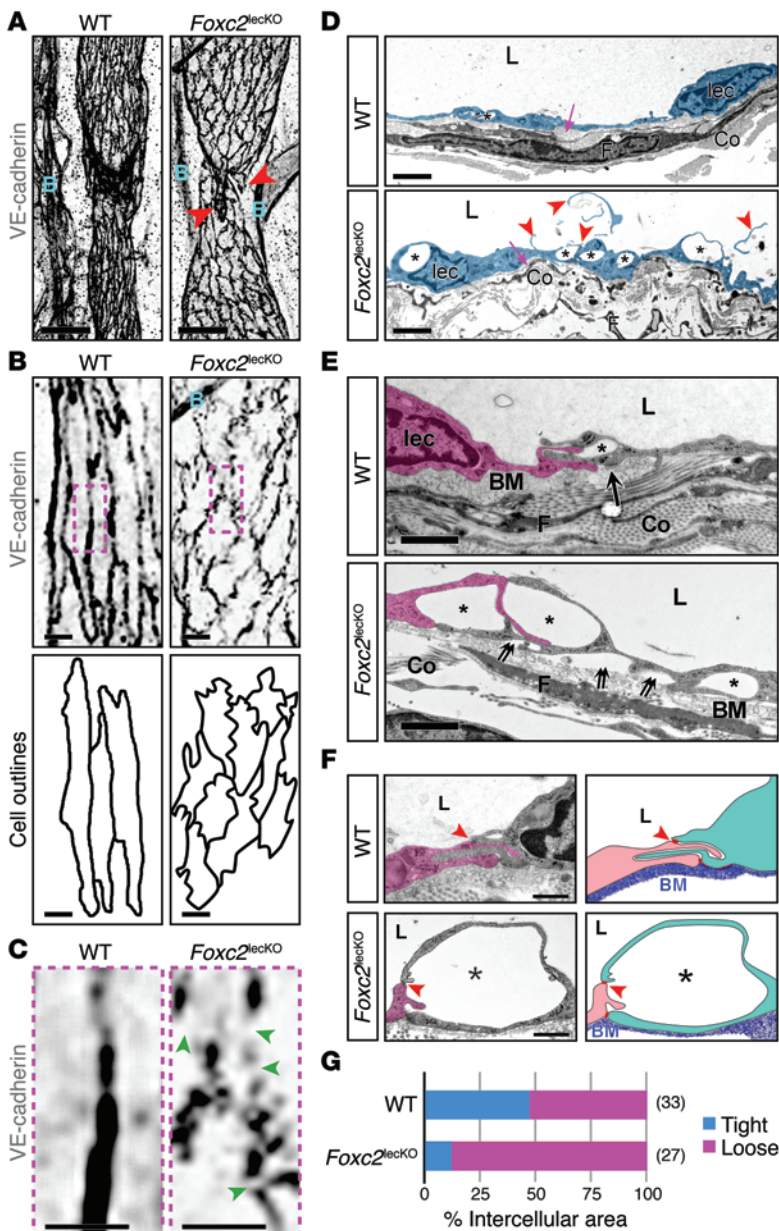 A
WT
Foxc2lecKO
VE-cadherin
B
B
B
B
WT
Foxc2lecKO
VE-cadherin
B
Cell outlines
C
WT
Foxc2lecKO
VE-cadherin
D
WT
L
lec
*
F
Co
Foxc2lecKO
L
* * * * *
lec
Co
F
E
WT
L
lec
*
BM
F
Co
Foxc2lecKO
L
* * *
Co
F
BM
F
WT
L
L
BM
Foxc2lecKO
L
*
L
*
BM
G
WT
(33)
Foxc2lecKO
(27)
Tight
Loose
0 25 50 75 100
% Intercellular area